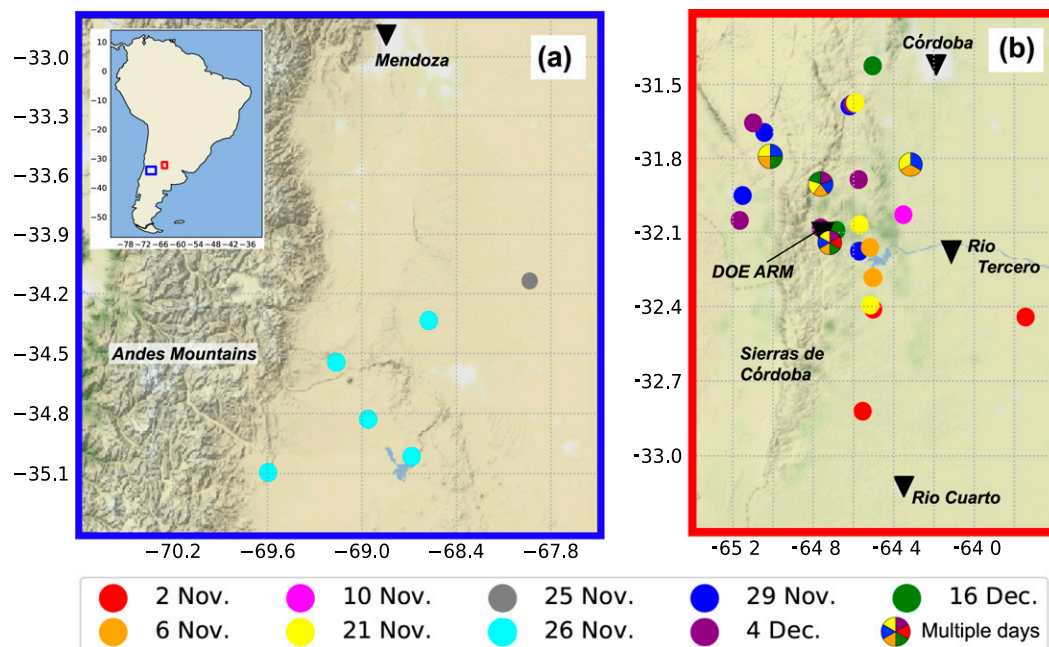 (a)
Mendoza
Andes Mountains
−33.0
−33.3
−33.6
−33.9
−34.2
−34.5
−34.8
−35.1
−70.2 −69.6 −69.0 −68.4 −67.8
10
0
−10
−20
−30
−40
−50
−78 −72 −66 −60 −54 −48 −42 −36
(b)
Córdoba
DOE ARM
Rio
Tercero
Sierras de
Córdoba
Rio Cuarto
-31.5
-31.8
-32.1
-32.4
-32.7
-33.0
−65.2 −64.8 −64.4 −64.0
2 Nov. 10 Nov. 25 Nov. 29 Nov. 16 Dec.
6 Nov. 21 Nov. 26 Nov. 4 Dec. Multiple days